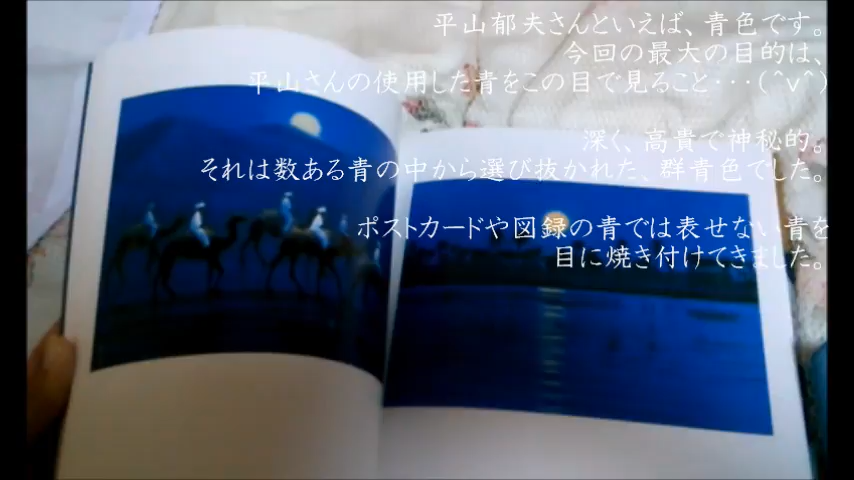 平山郁夫さんといえば、青色です。
今回の最大の目的は、
平山さんの使用した青をこの目で見ること･･･(^v^)
深く、高貴で神秘的。
それは数ある青の中から選び抜かれた、群青色でした。
ポストカードや図録の青では表せない青を
目に焼き付けてきました。